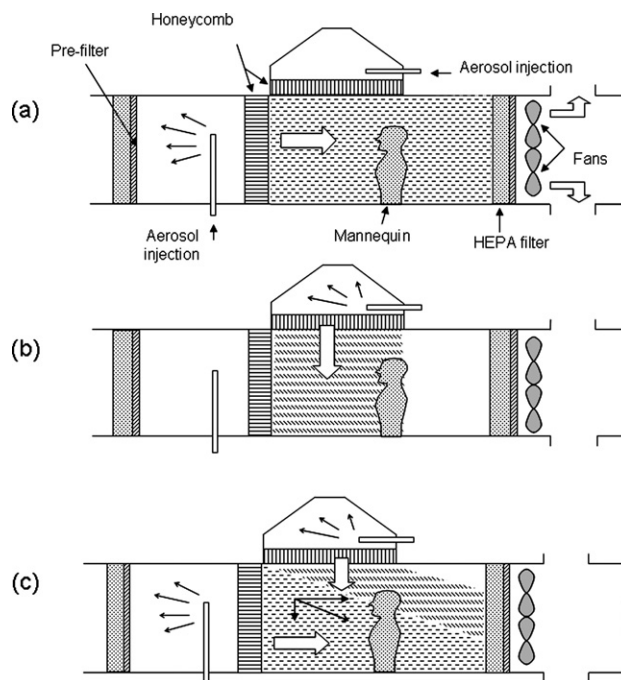 Honeycomb
Pre-filter
Aerosol injection
(a)
Fans
Aerosol
injection
Mannequin
HEPA filter
(b)
(c)